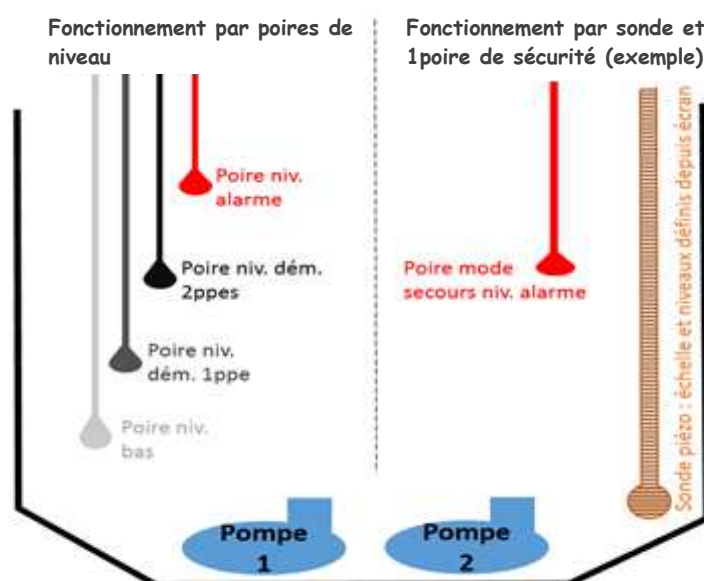 Fonctionnement par poires de
niveau
Fonctionnement par sonde et
1poire de sécurité (exemple)
Poire niv.
alarme
Poire niv. dém.
2ppes
Poire niv.
dém. 1ppe
Poire niv.
bas
Poire mode
secours niv. alarme
Sonde piézo : échelle et niveaux définis depuis écran
Pompe
1
Pompe
2